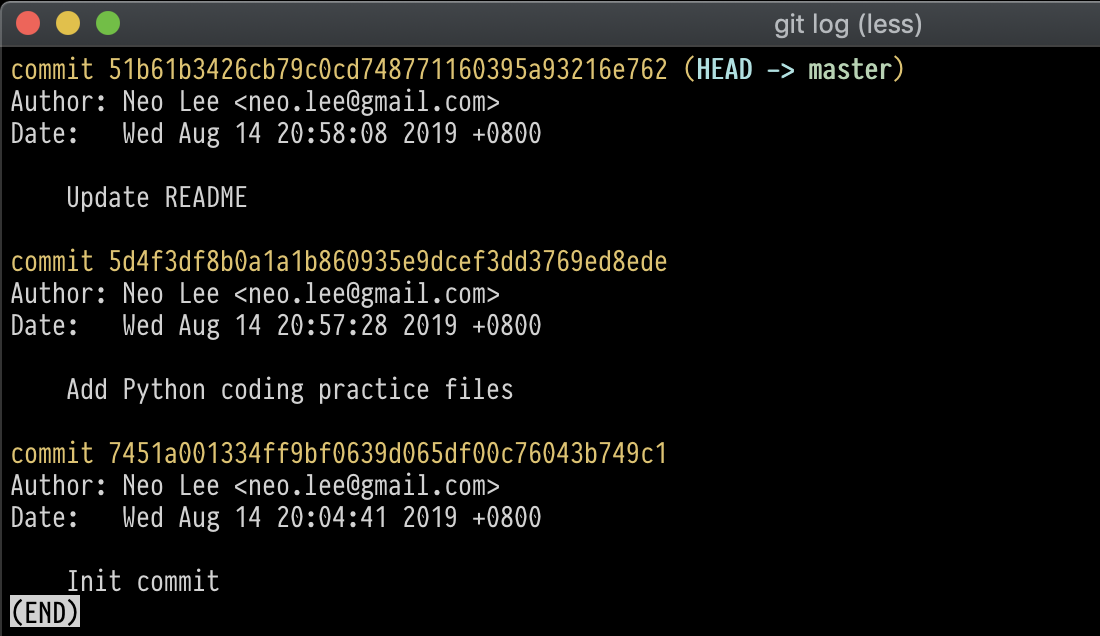 git log (less)
commit 51b61b3426cb79c0cd748771160395a93216e762 (HEAD -> master)
Author: Neo Lee <neo.lee@gmail.com>
Date:   Wed Aug 14 20:58:08 2019 +0800
    Update README
commit 5d4f3df8b0a1a1b860935e9dcef3dd3769ed8ede
Author: Neo Lee <neo.lee@gmail.com>
Date:   Wed Aug 14 20:57:28 2019 +0800
    Add Python coding practice files
commit 7451a001334ff9bf0639d065df00c76043b749c1
Author: Neo Lee <neo.lee@gmail.com>
Date:   Wed Aug 14 20:04:41 2019 +0800
    Init commit
(END)